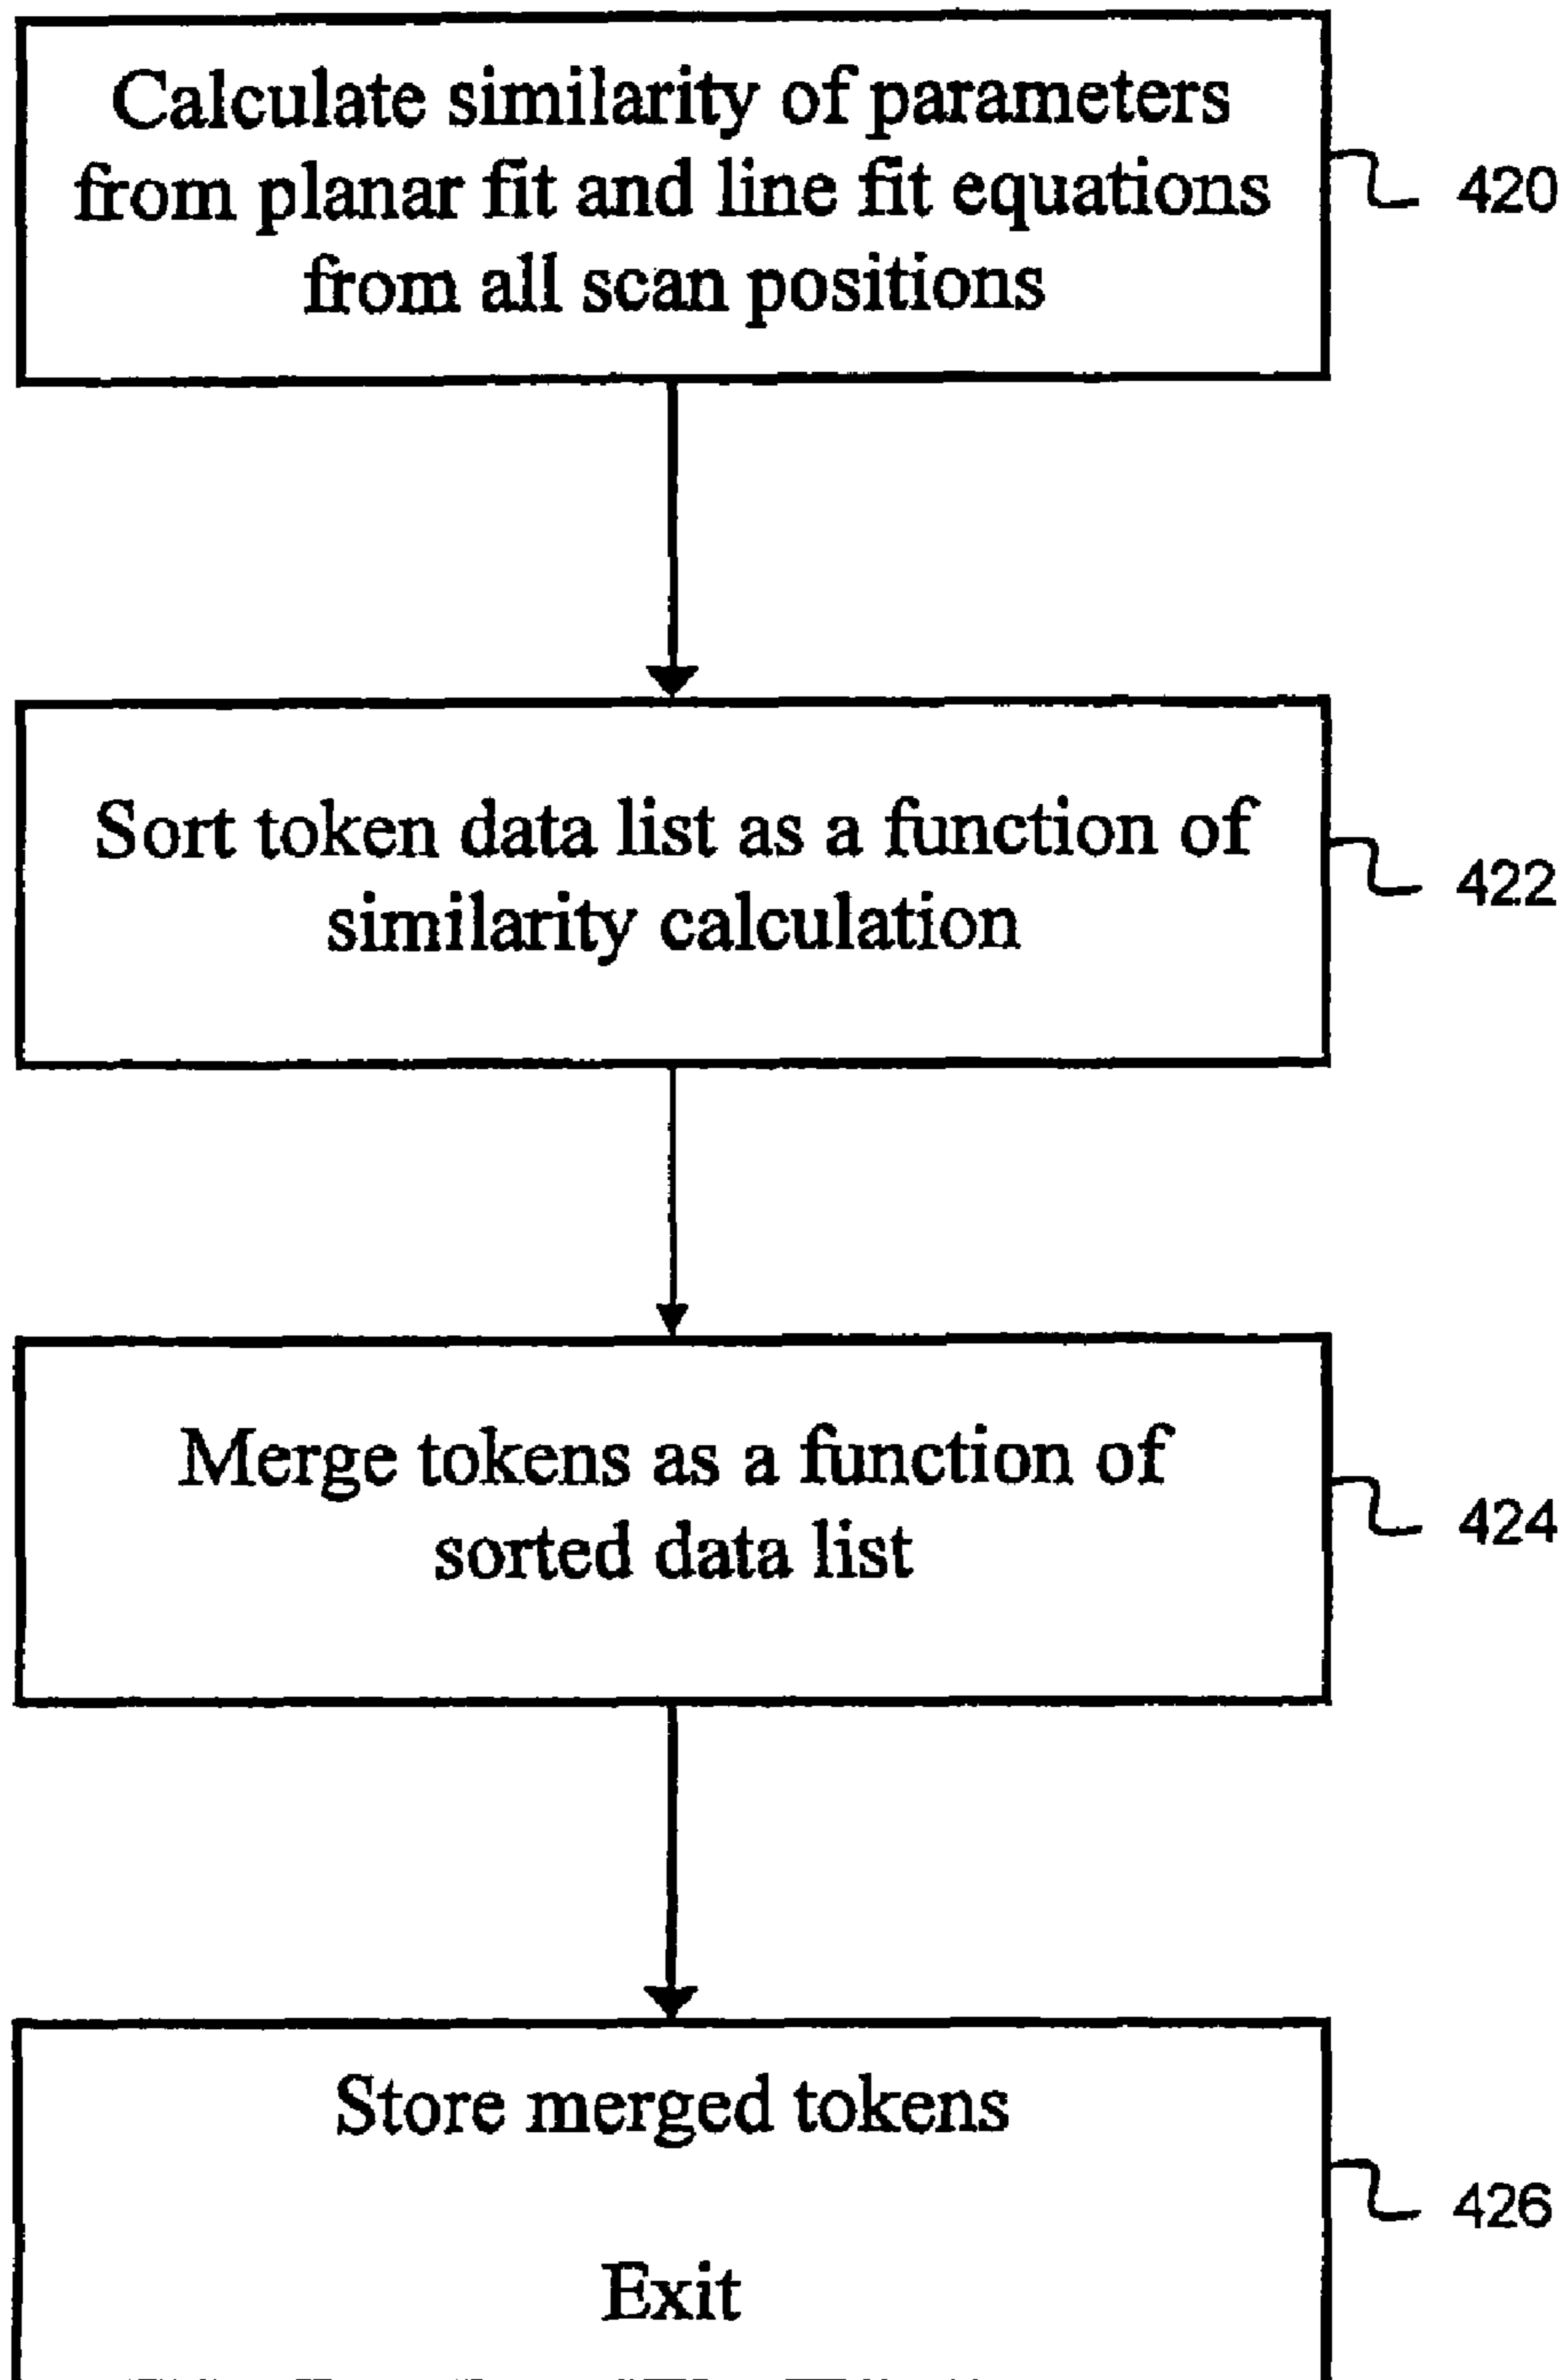 Calculate similarity of parameters
from planar fit and line fit equations
from all scan positions
420
Sort token data list as a function of
similarity calculation
422
Merge tokens as a function of
sorted data list
424
Store merged tokens
426
Exit